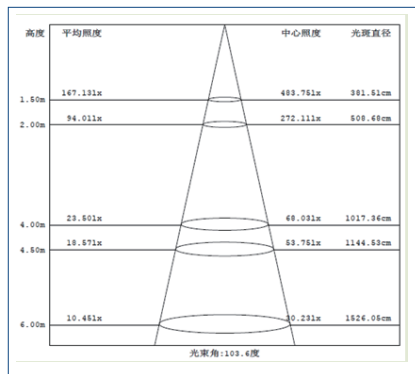 高度 平均照度 中心照度 光斑直径
1.50m 167.13lx 483.75lx 381.51cm
2.00m 94.01lx 272.11lx 508.68cm
4.00m 23.50lx 68.03lx 1017.36cm
4.50m 18.57lx 53.75lx 1144.53cm
6.00m 10.45lx 30.23lx 1526.05cm
光束角:103.6度